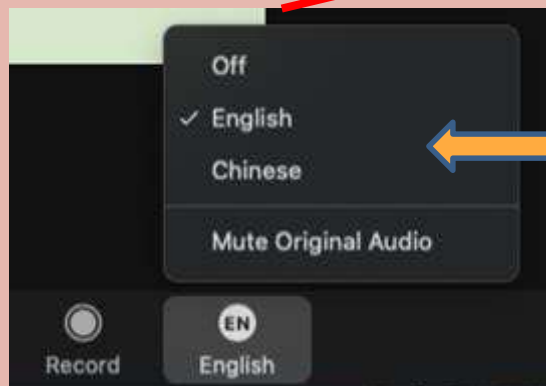 Off
✓ English
Chinese
Mute Original Audio
EN
Record
English